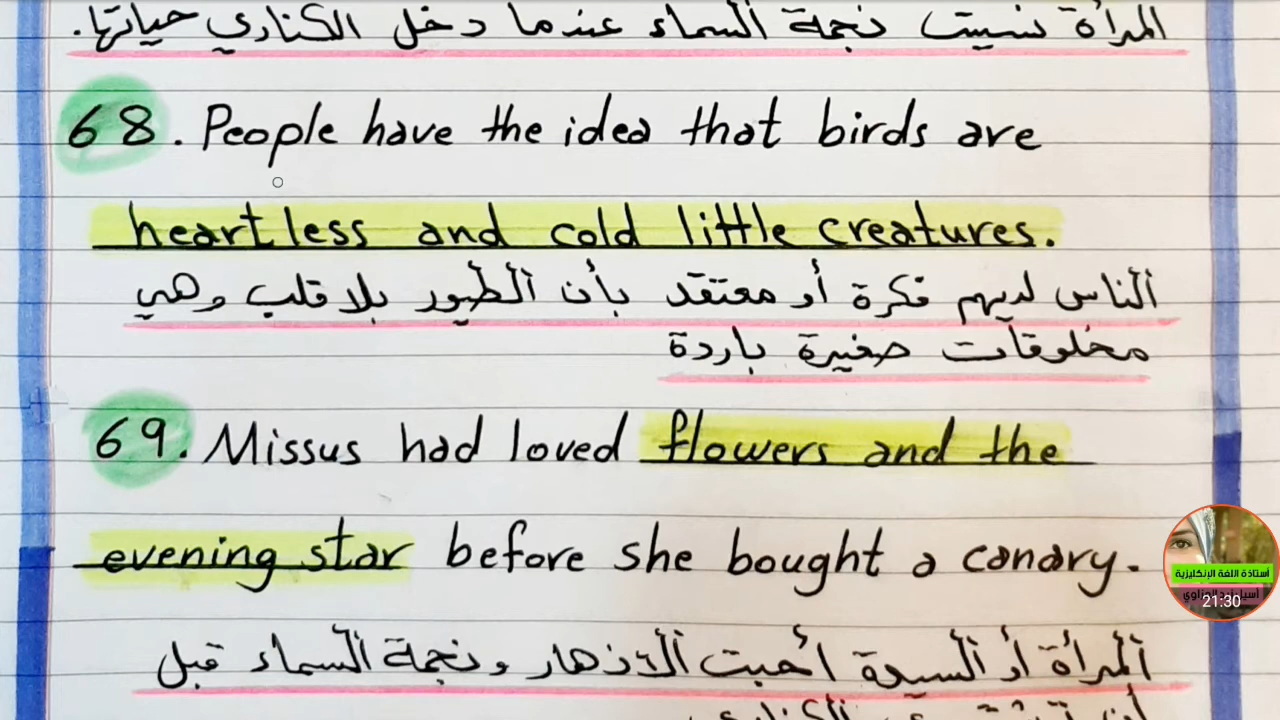 المرأة نسيت نجمة السماء عندما دخل الكناري حياتها.
68. People have the idea that birds are
heartless and cold little creatures.
الناس لديهم فكرة أو معتقد بأن الطيور بلا قلب وهي
مخلوقات صغيرة باردة
69. Missus had loved flowers and the
evening star before she bought a canary.
أستاذة اللغة الإنكليزية
21:30
المرأة أو السيدة أحبت الازهار ونجمة السماء قبل